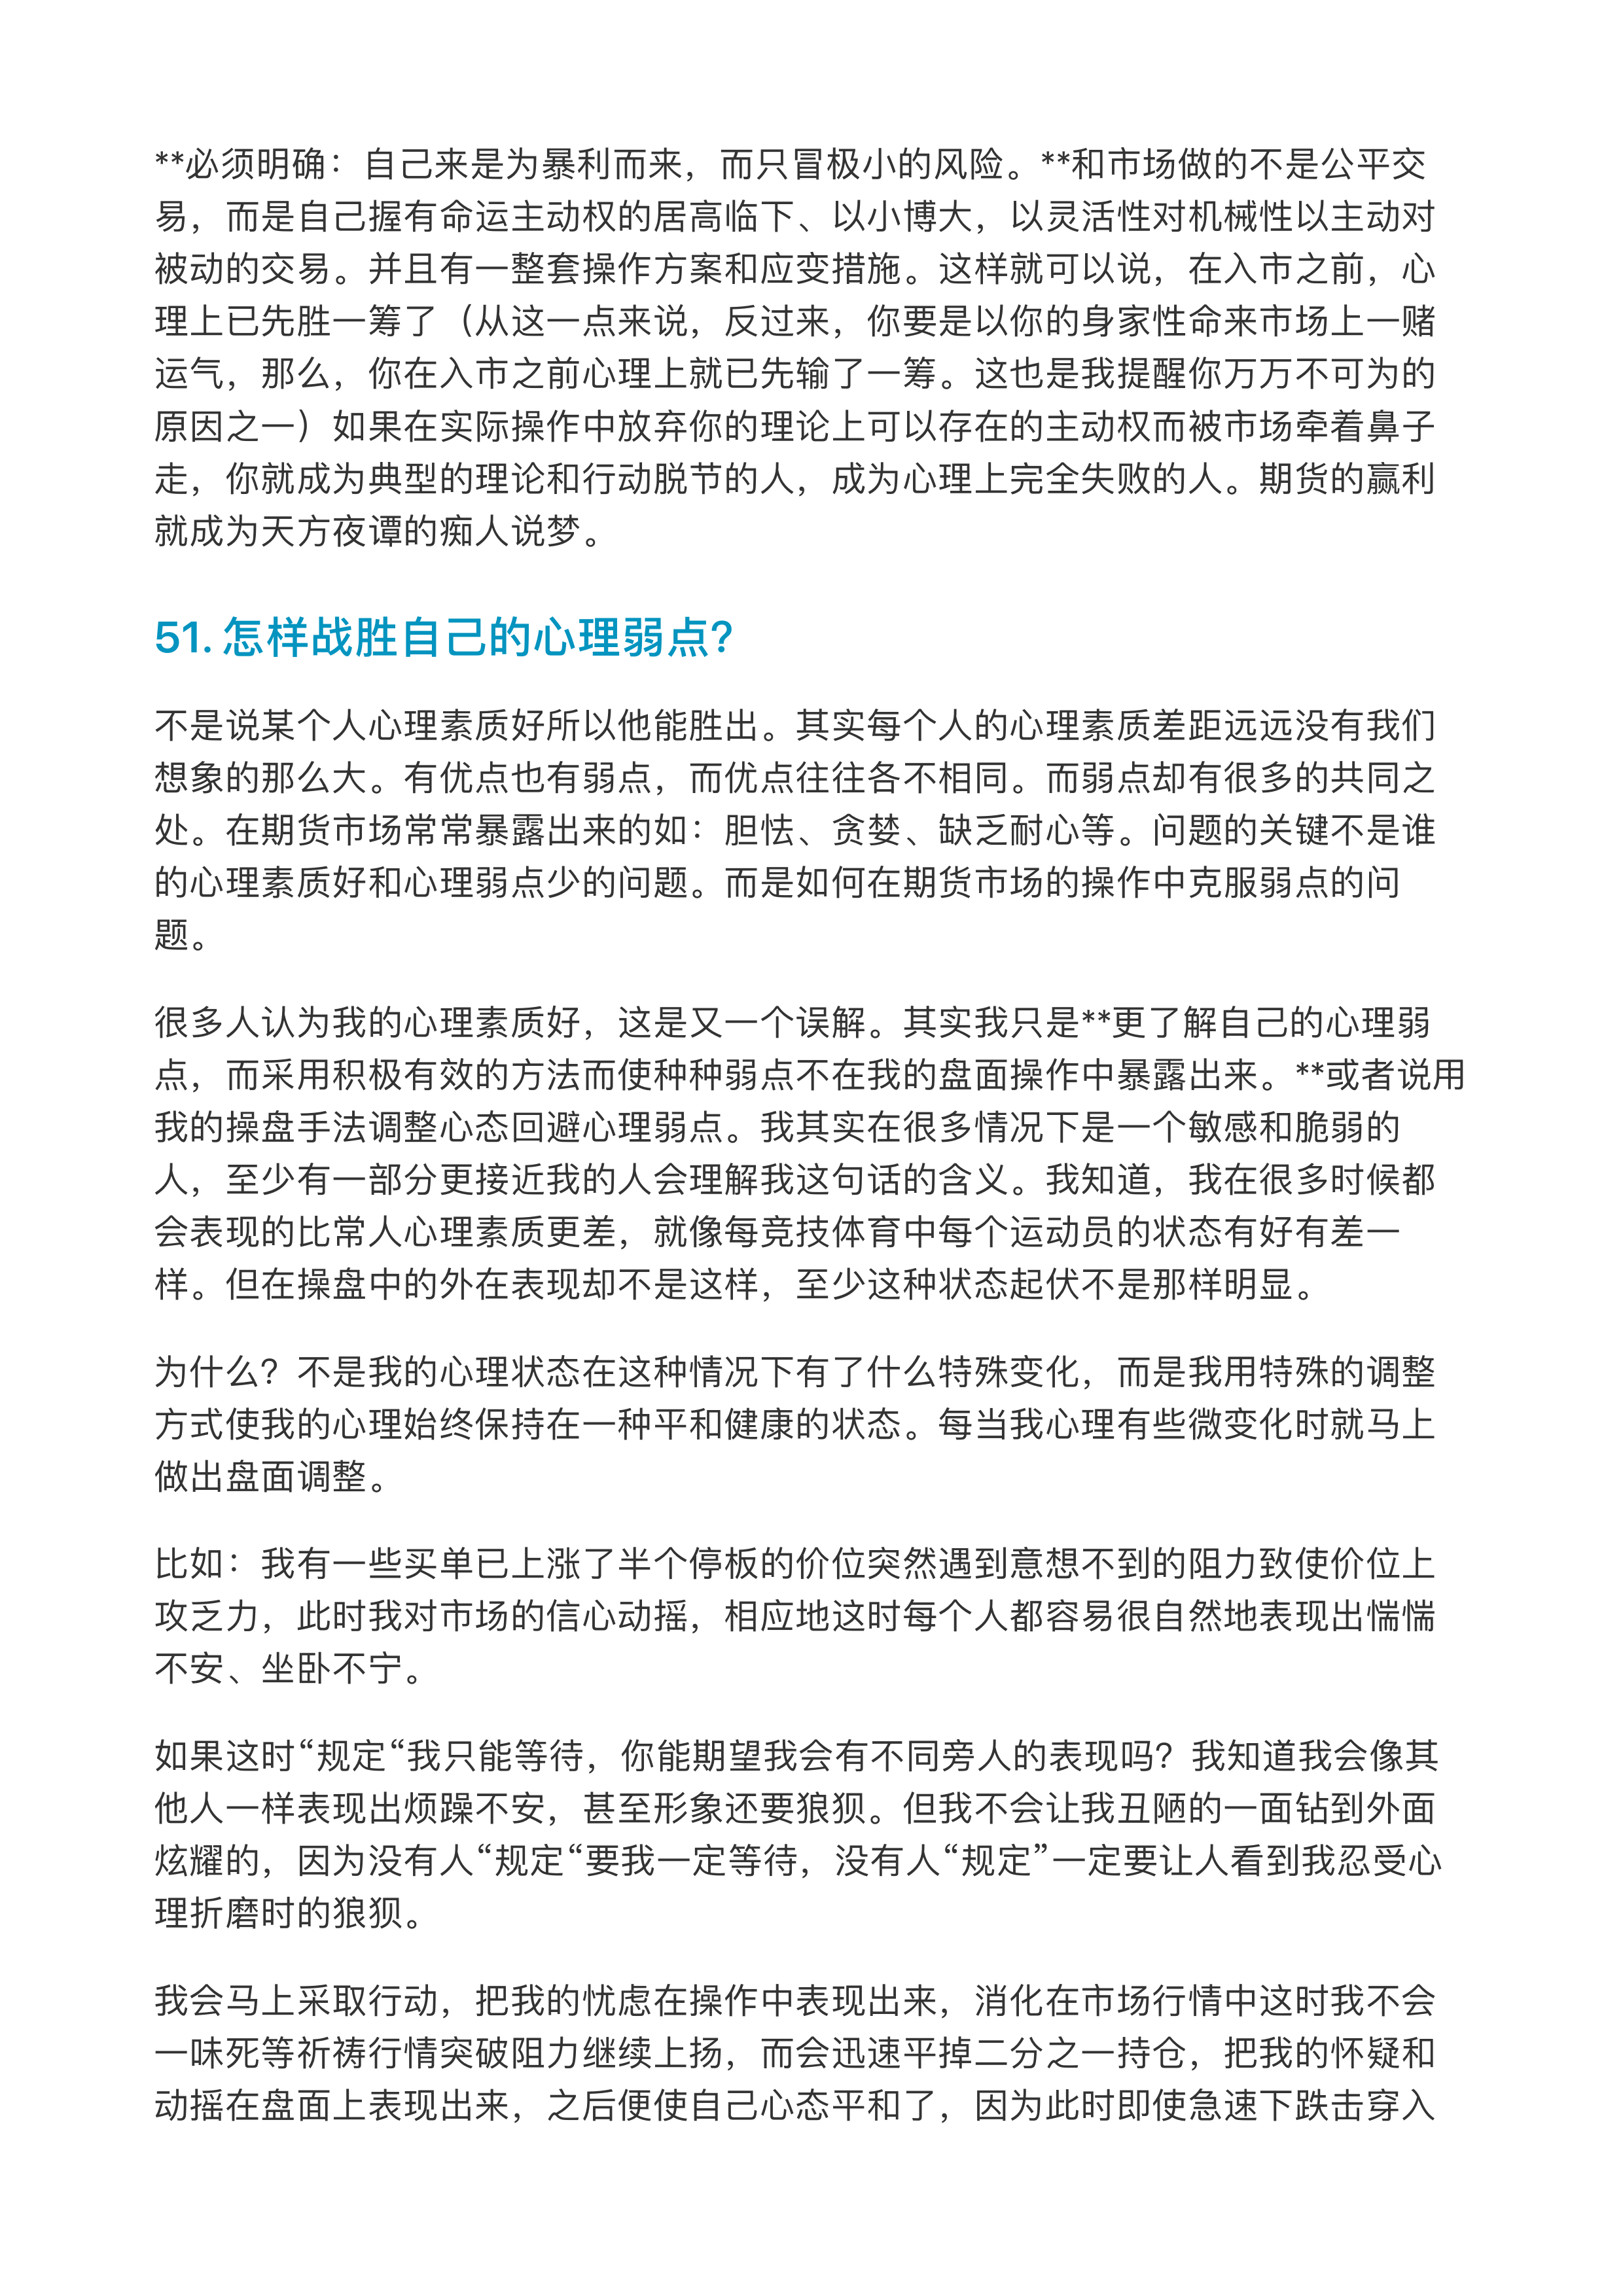 **必须明确：自己来是为暴利而来，而只冒极小的风险。**和市场做的不是公平交
易，而是自己握有命运主动权的居高临下、以小博大，以灵活性对机械性以主动对
被动的交易。并且有一整套操作方案和应变措施。这样就可以说，在入市之前，心
理上已先胜一筹了（从这一点来说，反过来，你要是以你的身家性命来市场上一赌
运气，那么，你在入市之前心理上就已先输了一筹。这也是我提醒你万万不可为的
原因之一）如果在实际操作中放弃你的理论上可以存在的主动权而被市场牵着鼻子
走，你就成为典型的理论和行动脱节的人，成为心理上完全失败的人。期货的赢利
就成为天方夜谭的痴人说梦。
51. 怎样战胜自己的心理弱点?
不是说某个人心理素质好所以他能胜出。其实每个人的心理素质差距远远没有我们
想象的那么大。有优点也有弱点，而优点往往各不相同。而弱点却有很多的共同之
处。在期货市场常常暴露出来的如：胆怯、贪婪、缺乏耐心等。问题的关键不是谁
的心理素质好和心理弱点少的问题。而是如何在期货市场的操作中克服弱点的问
题。
很多人认为我的心理素质好，这是又一个误解。其实我只是**更了解自己的心理弱
点，而采用积极有效的方法而使种种弱点不在我的盘面操作中暴露出来。**或者说用
我的操盘手法调整心态回避心理弱点。我其实在很多情况下是一个敏感和脆弱的
人，至少有一部分更接近我的人会理解我这句话的含义。我知道，我在很多时候都
会表现的比常人心理素质更差，就像每竞技体育中每个运动员的状态有好有差一
样。但在操盘中的外在表现却不是这样，至少这种状态起伏不是那样明显。
为什么？不是我的心理状态在这种情况下有了什么特殊变化，而是我用特殊的调整
方式使我的心理始终保持在一种平和健康的状态。每当我心理有些微变化时就马上
做出盘面调整。
比如：我有一些买单已上涨了半个停板的价位突然遇到意想不到的阻力致使价位上
攻乏力，此时我对市场的信心动摇，相应地这时每个人都容易很自然地表现出惴惴
不安、坐卧不宁。
如果这时“规定“我只能等待，你能期望我会有不同旁人的表现吗？我知道我会像其
他人一样表现出烦躁不安，甚至形象还要狼狈。但我不会让我丑陋的一面钻到外面
炫耀的，因为没有人“规定“要我一定等待，没有人“规定”一定要让人看到我忍受心
理折磨时的狼狈。
我会马上采取行动，把我的忧虑在操作中表现出来，消化在市场行情中这时我不会
一味死等祈祷行情突破阻力继续上扬，而会迅速平掉二分之一持仓，把我的怀疑和
动摇在盘面上表现出来，之后便使自己心态平和了，因为此时即使急速下跌击穿入